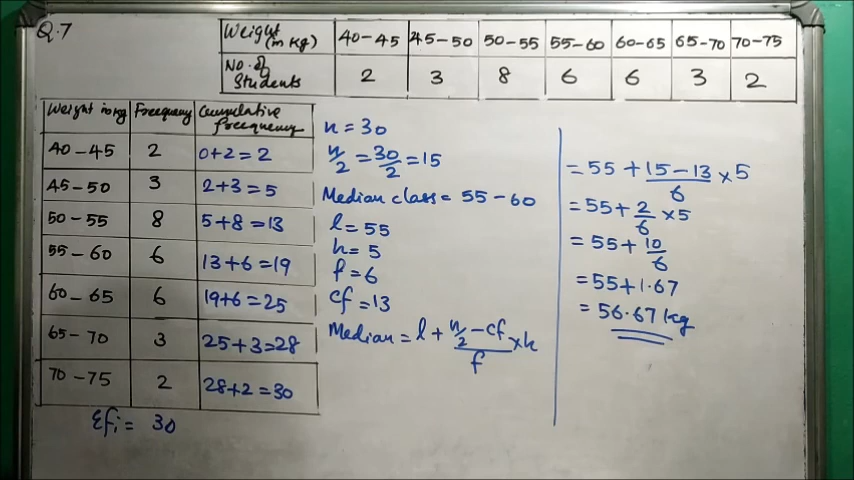 Q.7
Weight (in Kg) 40-45 45-50 50-55 55-60 60-65 65-70 70-75
No. of Students 2 3 8 6 6 3 2
Weight in kg Frequency Cumulative frequency
40-45 2 0+2=2
45-50 3 2+3=5
50-55 8 5+8=13
55-60 6 13+6=19
60-65 6 19+6=25
65-70 3 25+3=28
70-75 2 28+2=30
Σfi = 30
n=30
n/2 = 30/2 = 15
Median class = 55-60
l=55
h=5
f=6
cf=13
Median = l + (n/2 - cf)/f × h
= 55 + (15-13)/6 × 5
= 55 + 2/6 × 5
= 55 + 10/6
= 55+1.67
= 56.67 kg